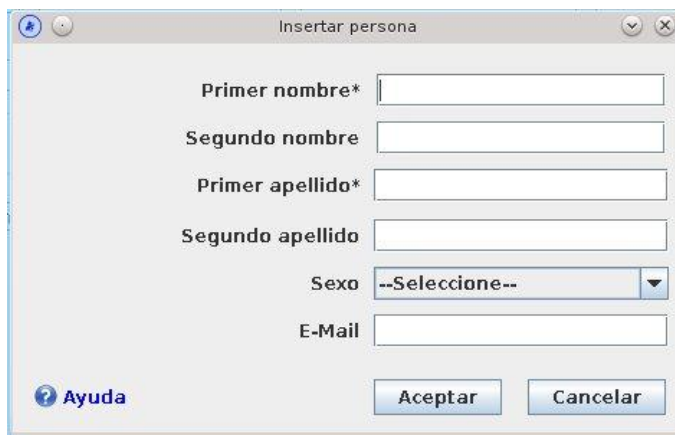 Insertar persona
Primer nombre*
Segundo nombre
Primer apellido*
Segundo apellido
Sexo --Seleccione--
E-Mail
Ayuda Aceptar Cancelar